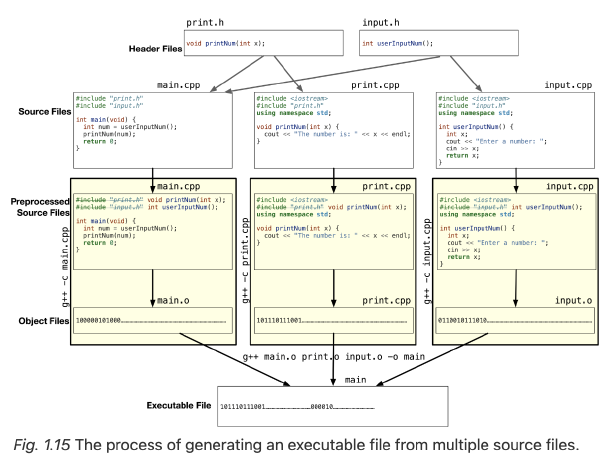 print.h
input.h
Header Files
void printNum(int x);
int userInputNum();
main.cpp
print.cpp
input.cpp
Source Files
#include "print.h"
#include "input.h"
int main(void) {
int num = userInputNum();
printNum(num);
return 0;
}
#include <iostream>
#include "print.h"
using namespace std;
void printNum(int x) {
cout << "The number is: " << x << endl;
}
#include <iostream>
#include "input.h"
using namespace std;
int userInputNum() {
int x;
cout << "Enter a number: ";
cin >> x;
return x;
}
main.cpp
print.cpp
input.cpp
Preprocessed
Source Files
g++ -c main.cpp
#include "print.h" void printNum(int x);
#include "input.h" int userInputNum();
int main(void) {
int num = userInputNum();
printNum(num);
return 0;
}
g++ -c print.cpp
#include <iostream>
#include "print.h" void printNum(int x);
using namespace std;
void printNum(int x) {
cout << "The number is: " << x << endl;
}
g++ -c input.cpp
#include <iostream>
#include "input.h" int userInputNum();
using namespace std;
int userInputNum() {
int x;
cout << "Enter a number: ";
cin >> x;
return x;
}
main.o
print.cpp
input.o
Object Files
100000101000
101110111001
0110010111010
g++ main.o print.o input.o -o main
main
Executable File
101110111001 000010
Fig. 1.15 The process of generating an executable file from multiple source files.